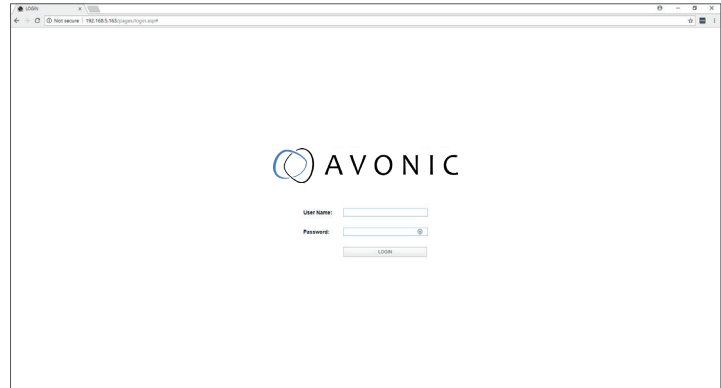 LOGIN
Not secure | 192.168.5.163/pages/login.asp#
AVONIC
User Name:
Password:
LOGIN